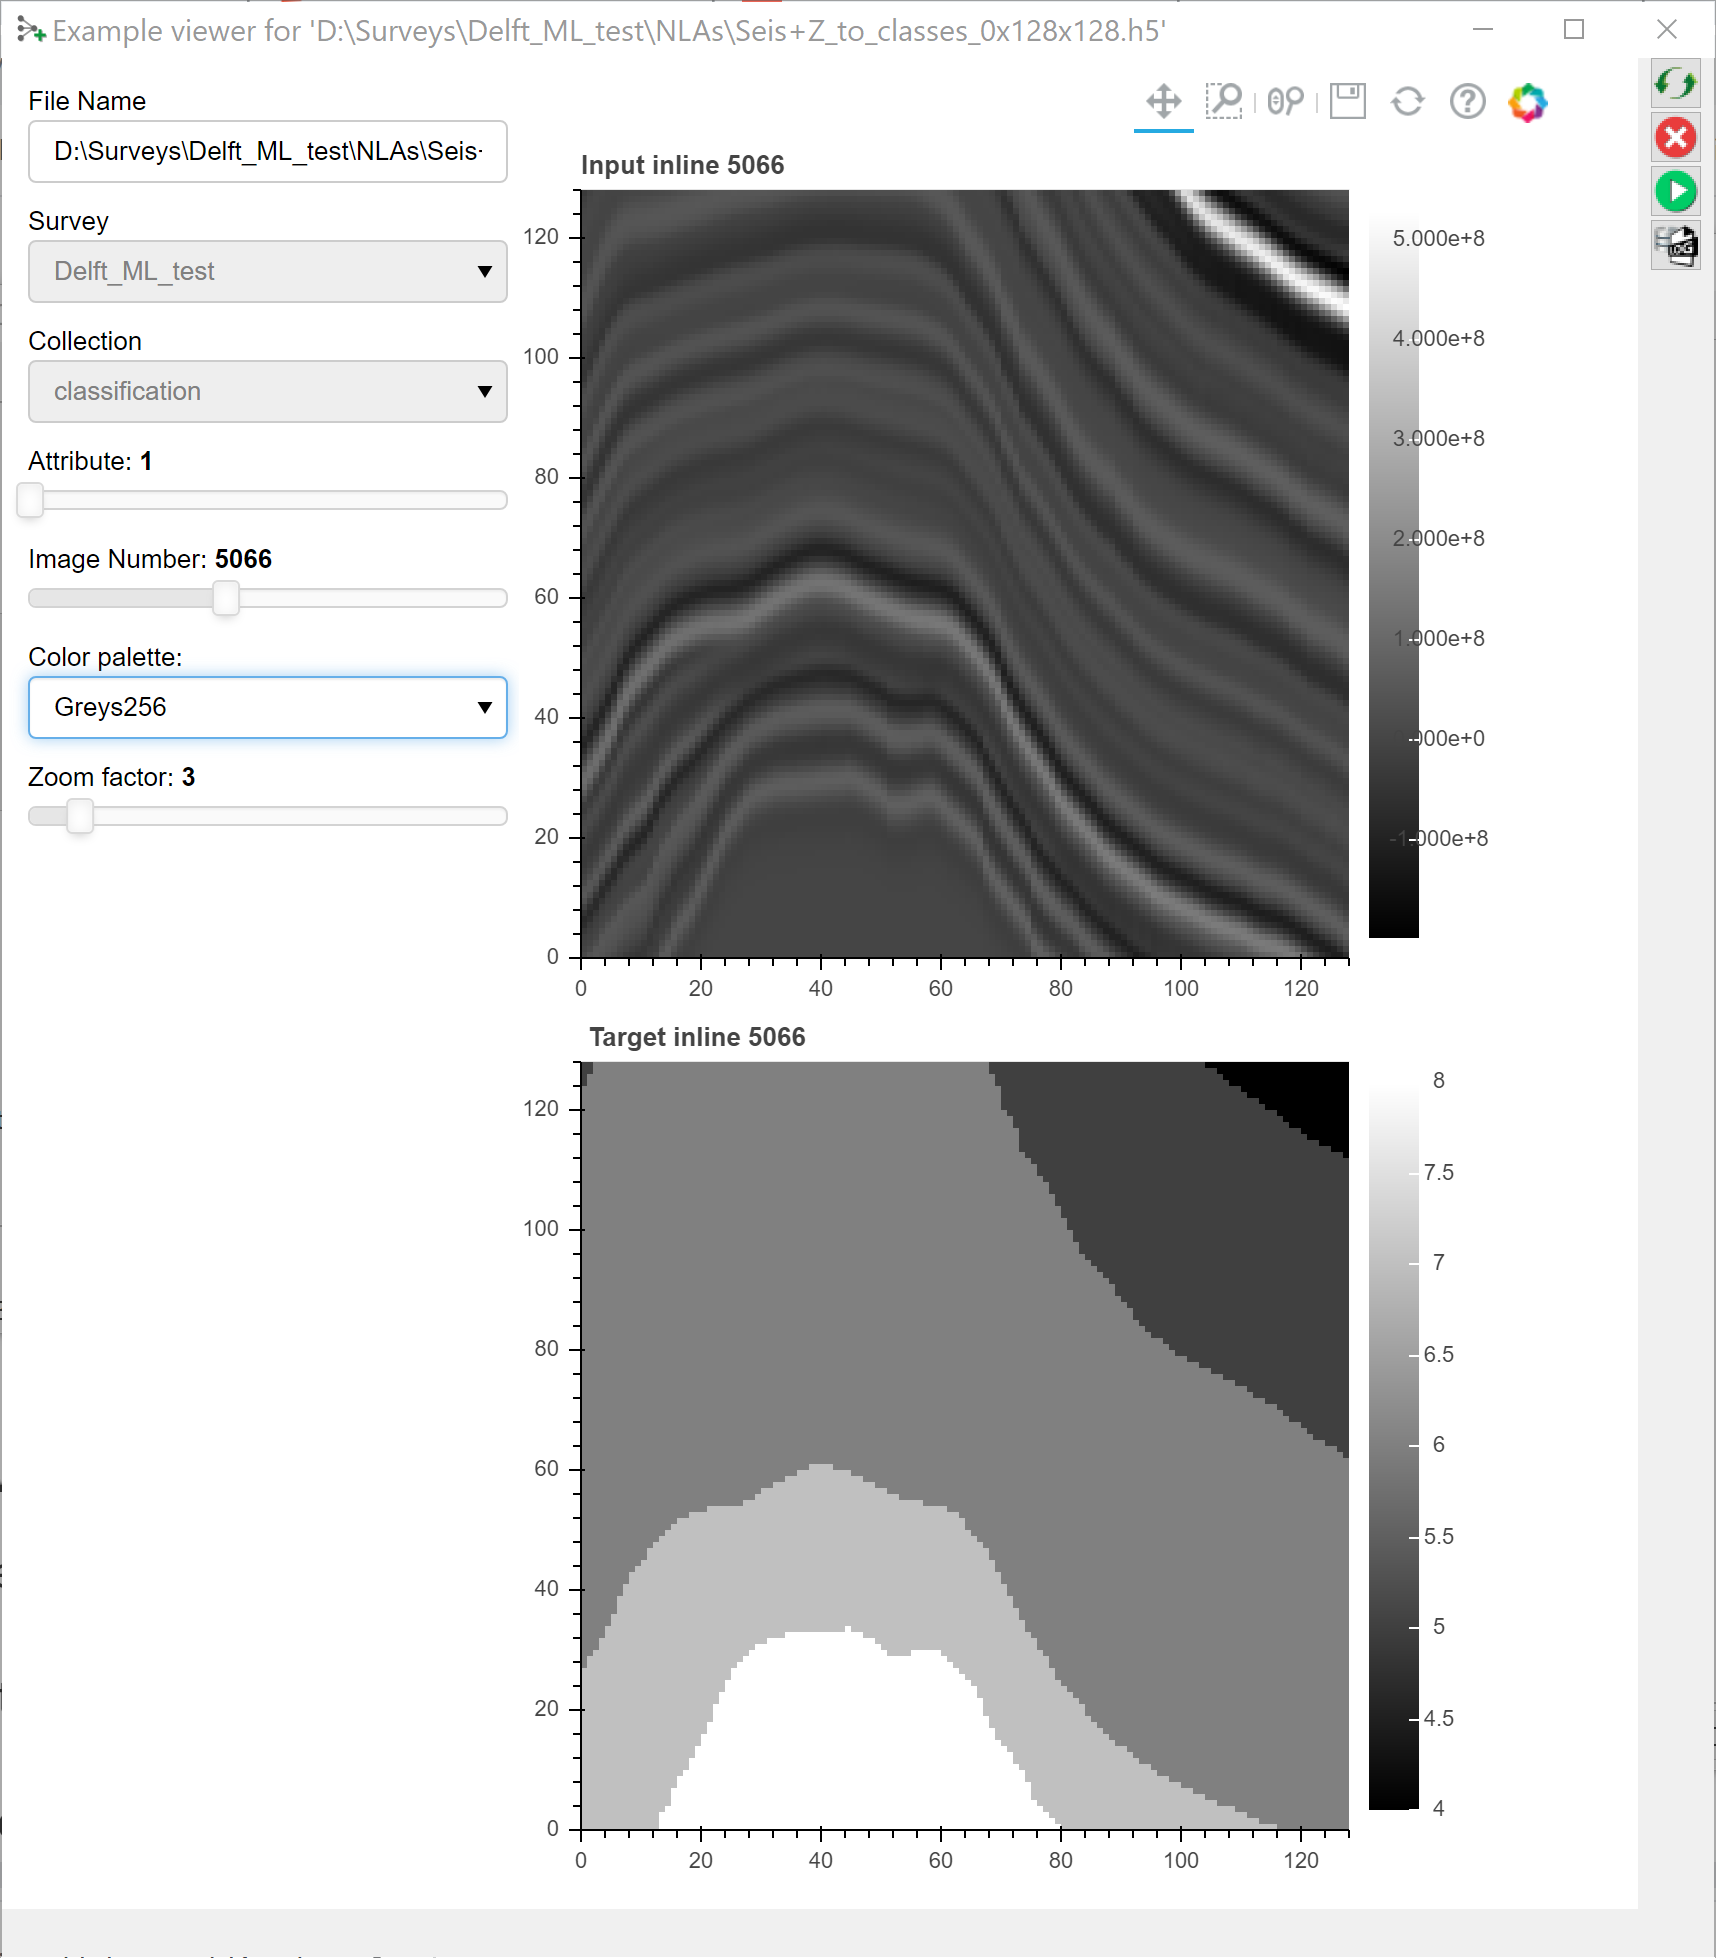 Example viewer for 'D:\Surveys\Delft_ML_test\NLAs\Seis+Z_to_classes_0x128x128.h5'
File Name
D:\Surveys\Delft_ML_test\NLAs\Seis-
Survey
Delft_ML_test
Collection
classification
Attribute: 1
Image Number: 5066
Color palette:
Greys256
Zoom factor: 3
Input inline 5066
120
100
80
60
40
20
0
0 20 40 60 80 100 120
5.000e+8
4.000e+8
3.000e+8
2.000e+8
1.000e+8
.000e+0
-1.000e+8
Target inline 5066
120
100
80
60
40
20
0
0 20 40 60 80 100 120
8
7.5
7
6.5
6
5.5
5
4.5
4